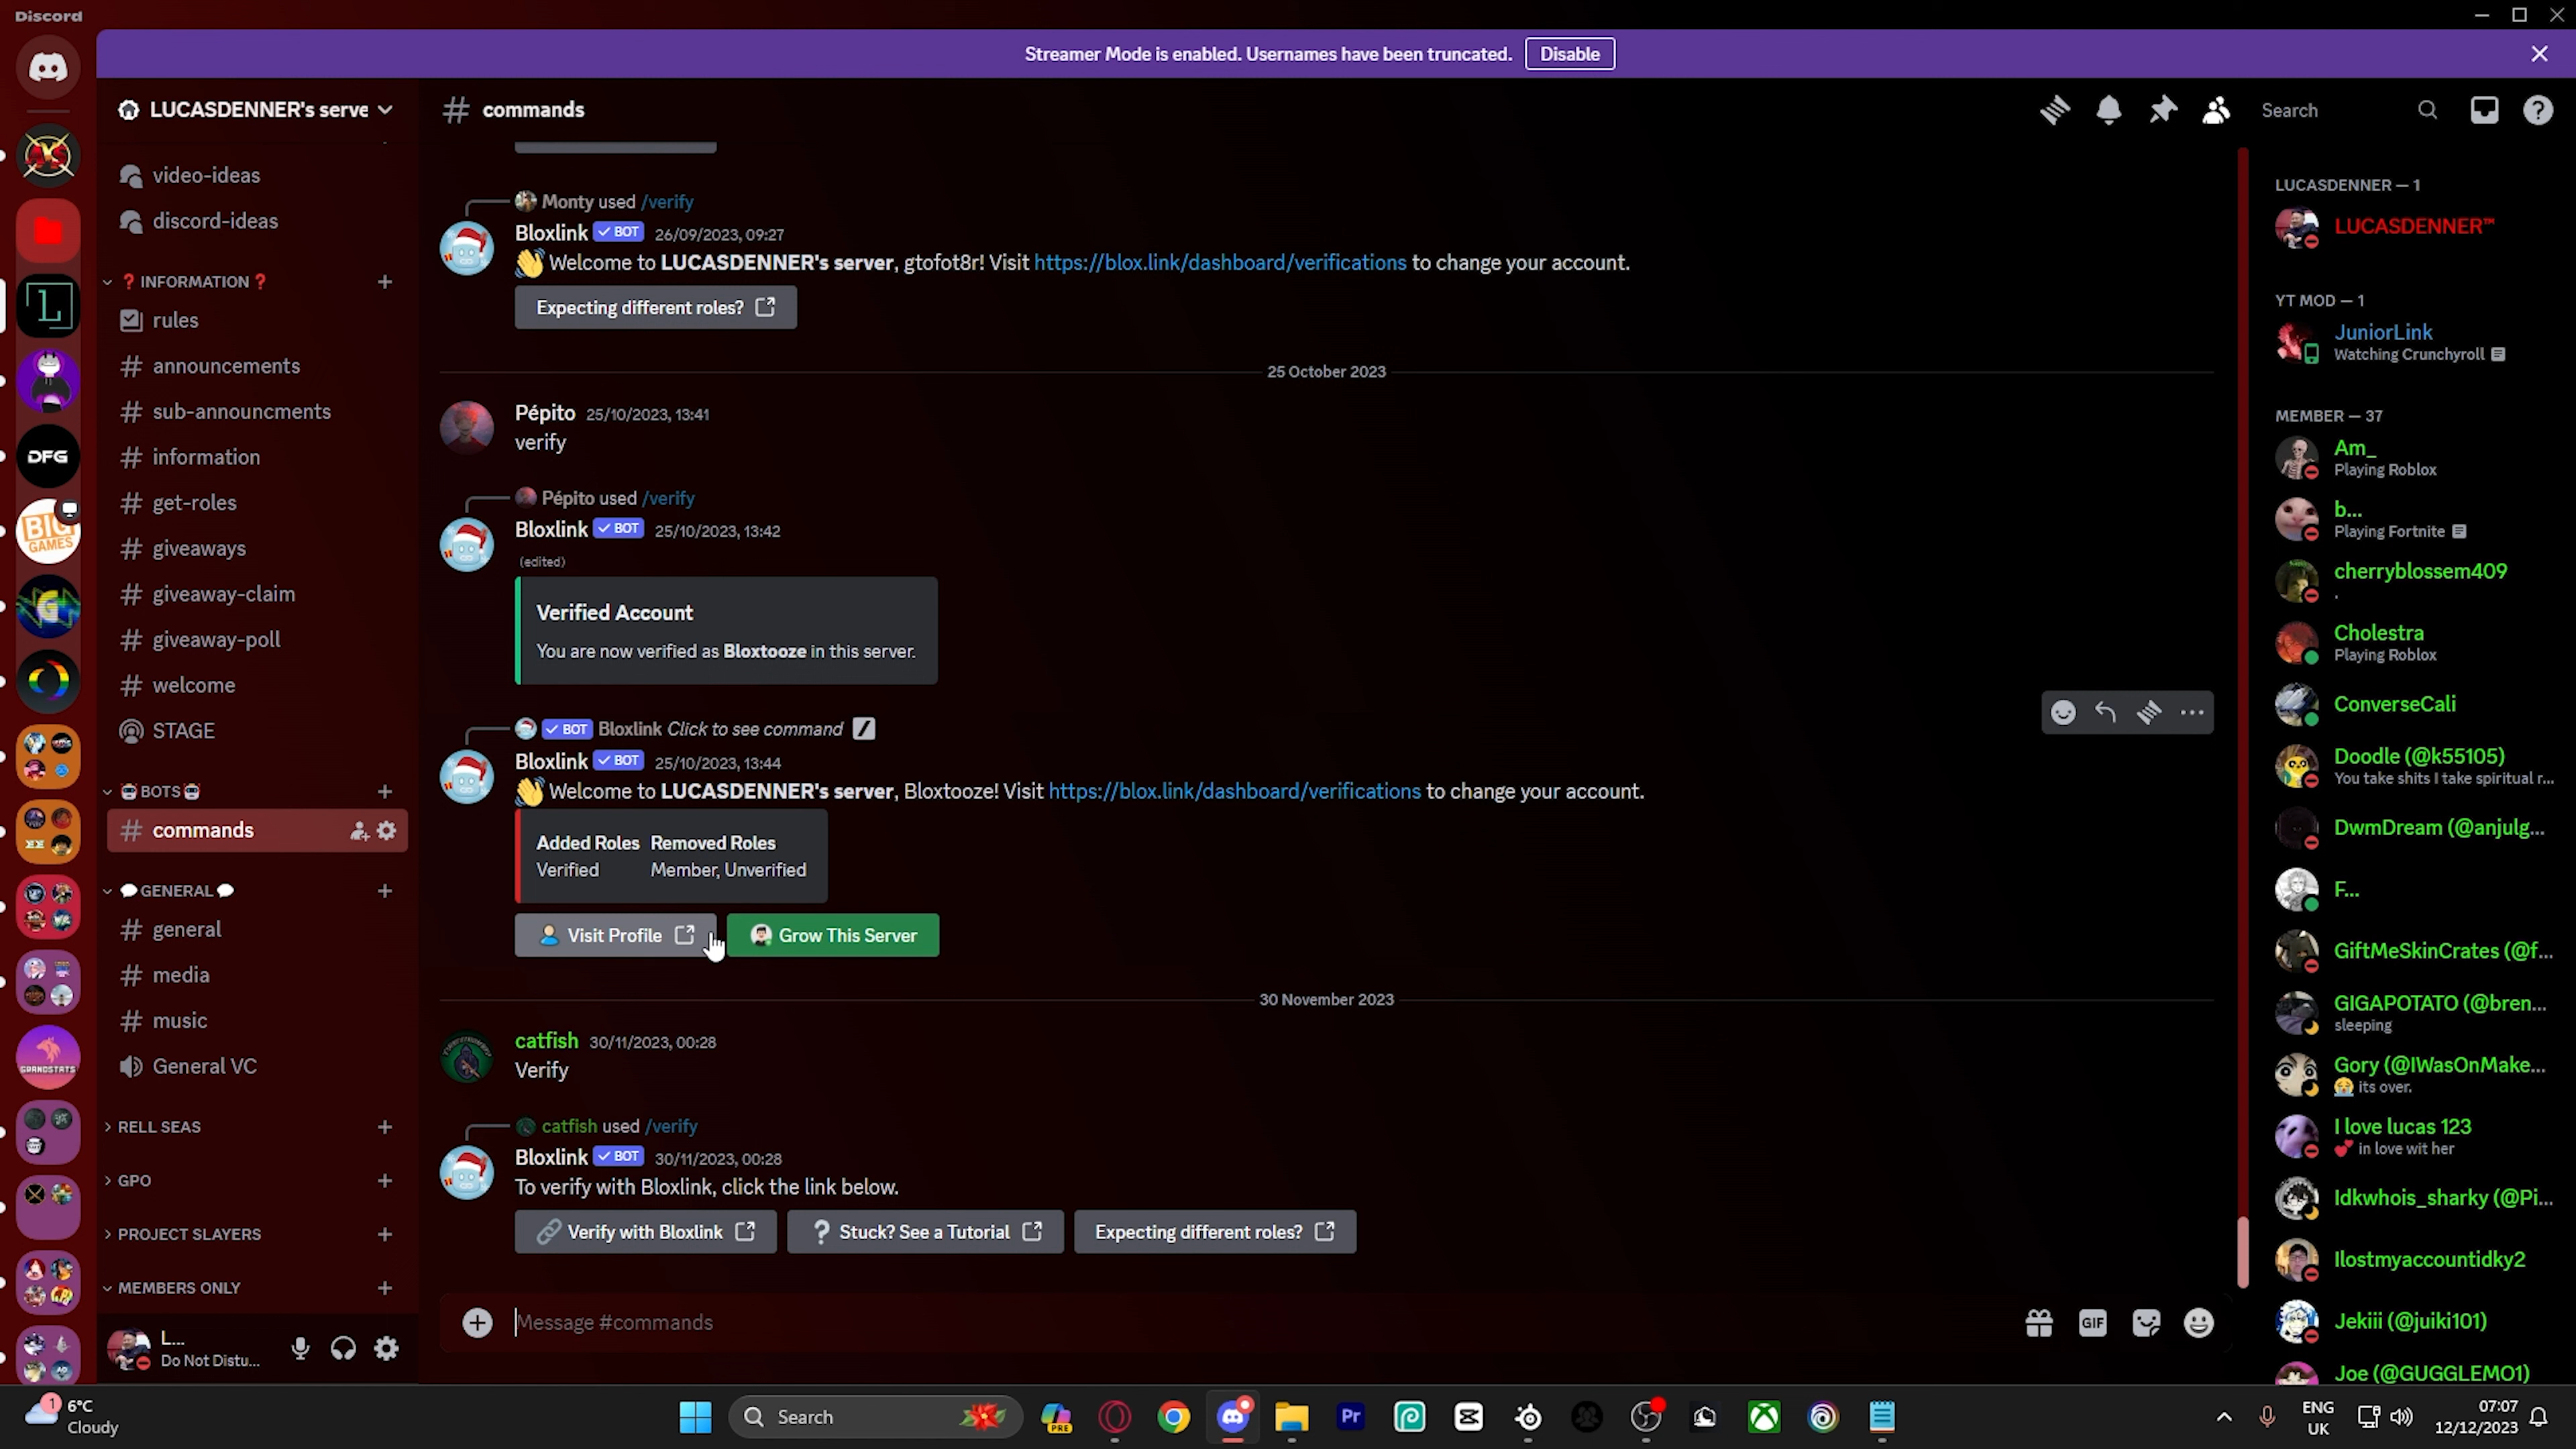 Discord
Streamer Mode is enabled. Usernames have been truncated. Disable
LUCASDENNER's serve
video-ideas
discord-ideas
❓ INFORMATION ❓
rules
announcements
sub-announcments
information
get-roles
giveaways
giveaway-claim
giveaway-poll
welcome
STAGE
BOTS
commands
GENERAL
general
media
music
General VC
RELL SEAS
GPO
PROJECT SLAYERS
MEMBERS ONLY
L...
Do Not Distu...
DFG
BIG GAMES
GRANDSTATS
# commands
Search
Monty used /verify
Bloxlink ✓ BOT 26/09/2023, 09:27
👋 Welcome to LUCASDENNER's server, gtofot8r! Visit https://blox.link/dashboard/verifications to change your account.
Expecting different roles?
25 October 2023
Pépito 25/10/2023, 13:41
verify
Pépito used /verify
Bloxlink ✓ BOT 25/10/2023, 13:42
(edited)
Verified Account
You are now verified as Bloxtooze in this server.
✓ BOT Bloxlink Click to see command
Bloxlink ✓ BOT 25/10/2023, 13:44
👋 Welcome to LUCASDENNER's server, Bloxtooze! Visit https://blox.link/dashboard/verifications to change your account.
Added Roles Removed Roles
Verified Member, Unverified
Visit Profile Grow This Server
30 November 2023
catfish 30/11/2023, 00:28
Verify
catfish used /verify
Bloxlink ✓ BOT 30/11/2023, 00:28
To verify with Bloxlink, click the link below.
Verify with Bloxlink ? Stuck? See a Tutorial Expecting different roles?
Message #commands
GIF
LUCASDENNER — 1
LUCASDENNER™
YT MOD — 1
JuniorLink
Watching Crunchyroll
MEMBER — 37
Am_
Playing Roblox
b...
Playing Fortnite
cherryblossem409
.
Cholestra
Playing Roblox
ConverseCali
Doodle (@k55105)
You take shits I take spiritual r...
DwmDream (@anjulg...
F...
GiftMeSkinCrates (@f...
GIGAPOTATO (@bren...
sleeping
Gory (@IWasOnMake...
😭 its over.
I love lucas 123
💕 in love wit her
Idkwhois_sharky (@Pi...
Ilostmyaccountidky2
Jekiii (@juiki101)
Joe (@GUGGLEMO1)
1
6°C
Cloudy
Search
PRE
Pr
ENG
UK
07:07
12/12/2023